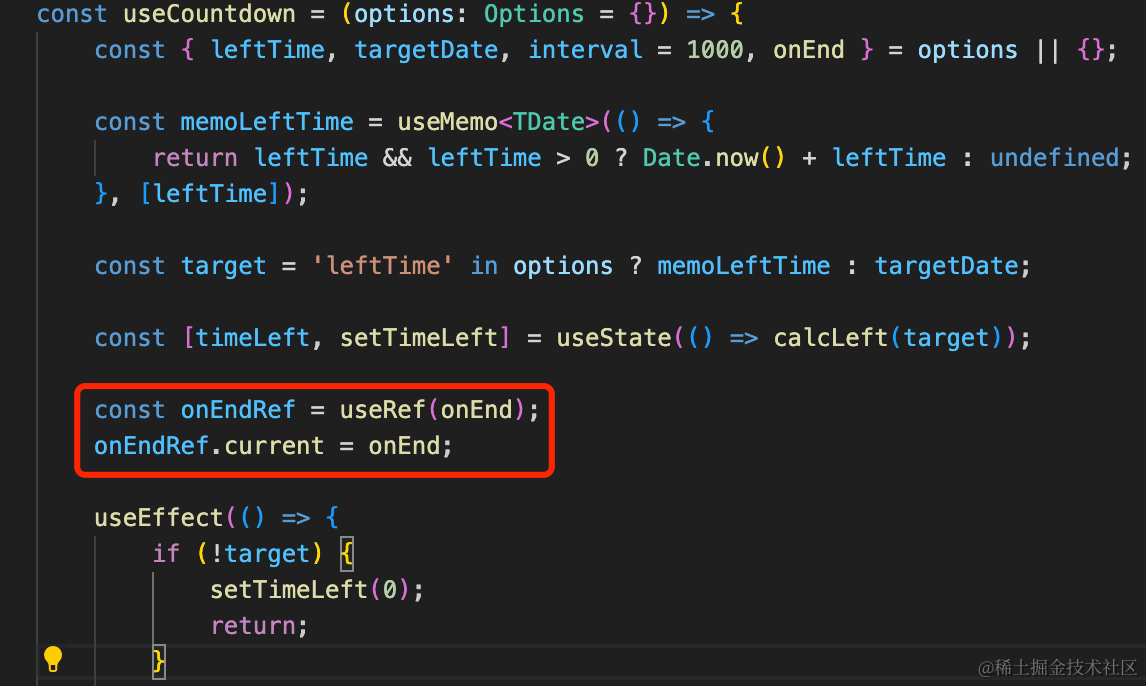 const useCountdown = (options: Options = {}) => {
const { leftTime, targetDate, interval = 1000, onEnd } = options || {};
const memoLeftTime = useMemo<TDate>(() => {
return leftTime && leftTime > 0 ? Date.now() + leftTime : undefined;
}, [leftTime]);
const target = 'leftTime' in options ? memoLeftTime : targetDate;
const [timeLeft, setTimeLeft] = useState(() => calcLeft(target));
const onEndRef = useRef(onEnd);
onEndRef.current = onEnd;
useEffect(() => {
if (!target) {
setTimeLeft(0);
return;
}
@稀土掘金技术社区